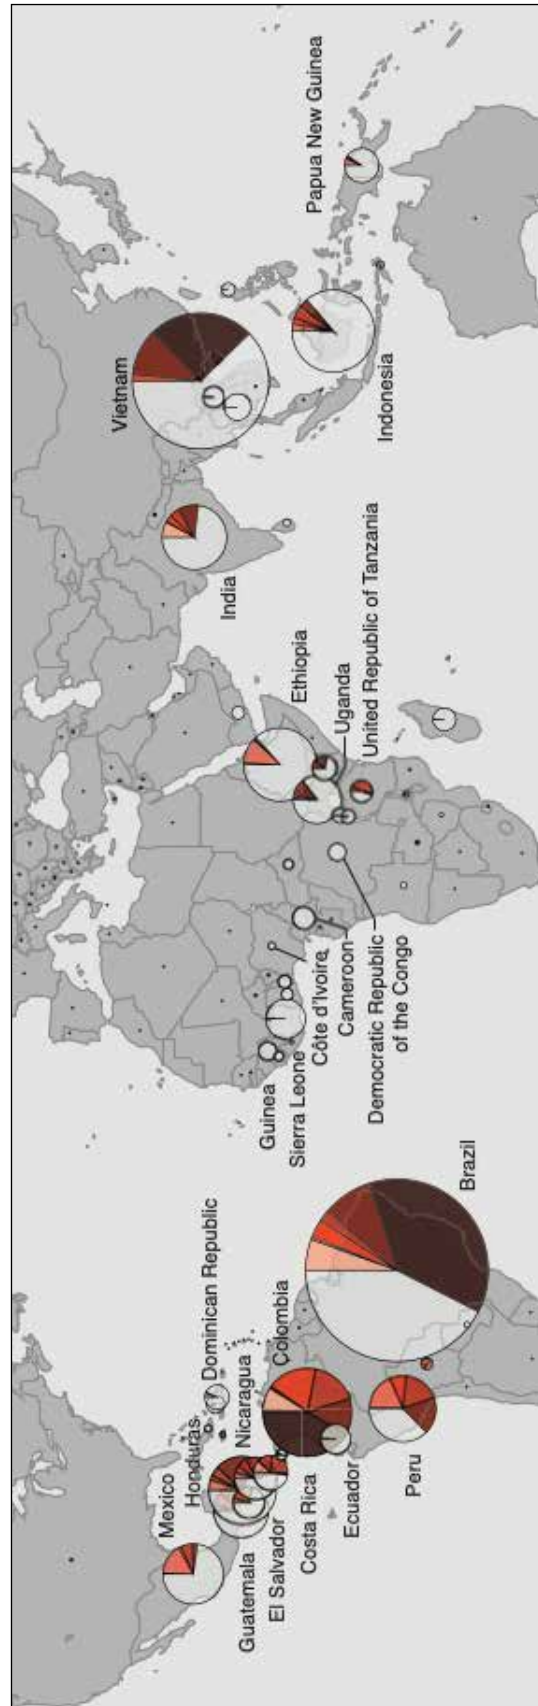 Mexico
Honduras
Dominican Republic
Nicaragua
Colombia
Guatemala
El Salvador
Costa Rica
Ecuador
Peru
Brazil
Guinea
Sierra Leone
Côte d'Ivoire
Cameroon
Democratic Republic
of the Congo
Ethiopia
Uganda
United Republic of Tanzania
India
Vietnam
Indonesia
Papua New Guinea